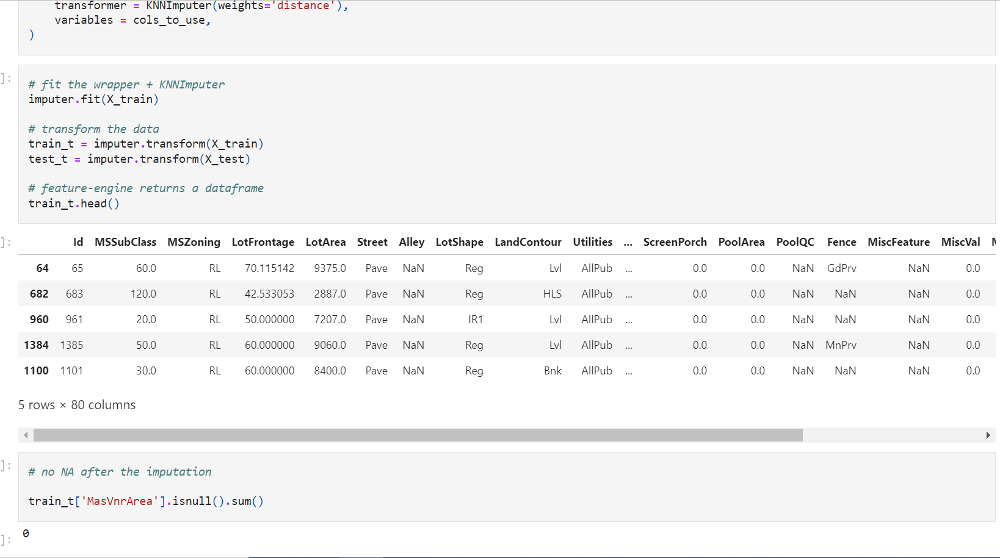 transformer = KNNImputer(weights='distance'),
variables = cols_to_use,
)
]:
# fit the wrapper + KNNImputer
imputer.fit(X_train)
# transform the data
train_t = imputer.transform(X_train)
test_t = imputer.transform(X_test)
# feature-engine returns a dataframe
train_t.head()
]:
Id MSSubClass MSZoning LotFrontage LotArea Street Alley LotShape LandContour Utilities ... ScreenPorch PoolArea PoolQC Fence MiscFeature MiscVal
64 65 60.0 RL 70.115142 9375.0 Pave NaN Reg Lvl AllPub ... 0.0 0.0 NaN GdPrv NaN 0.0
682 683 120.0 RL 42.533053 2887.0 Pave NaN Reg HLS AllPub ... 0.0 0.0 NaN NaN NaN 0.0
960 961 20.0 RL 50.000000 7207.0 Pave NaN IR1 Lvl AllPub ... 0.0 0.0 NaN NaN NaN 0.0
1384 1385 50.0 RL 60.000000 9060.0 Pave NaN Reg Lvl AllPub ... 0.0 0.0 NaN MnPrv NaN 0.0
1100 1101 30.0 RL 60.000000 8400.0 Pave NaN Reg Bnk AllPub ... 0.0 0.0 NaN NaN NaN 0.0
5 rows × 80 columns
]:
# no NA after the imputation
train_t['MasVnrArea'].isnull().sum()
]:
0